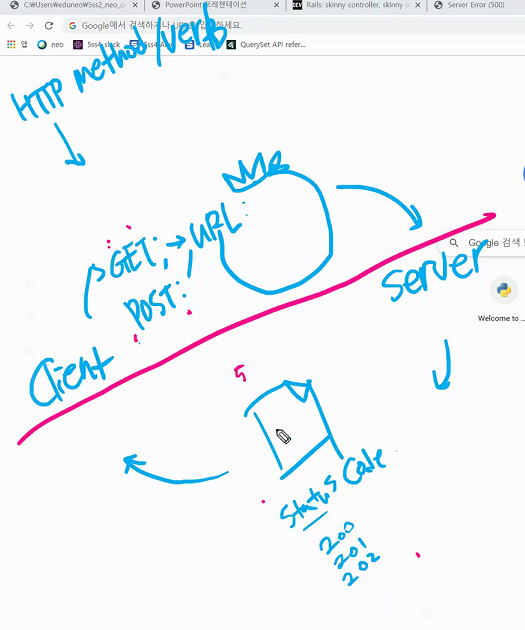 C:\Users\eduneo\5ss2_neo_o
PowerPoint 프레젠테이션
DEV
Rails: skinny controller, skinny m
Server Error (500)
Google에서 검색하거나 URL을 입력하세요.
앱
neo
5ss4 slack
QuerySet API refer...
HTTP method/verb
GET: → URL:
POST:
Client
Server
Google 검색
Welcome to ...
Status Code
200
201
202